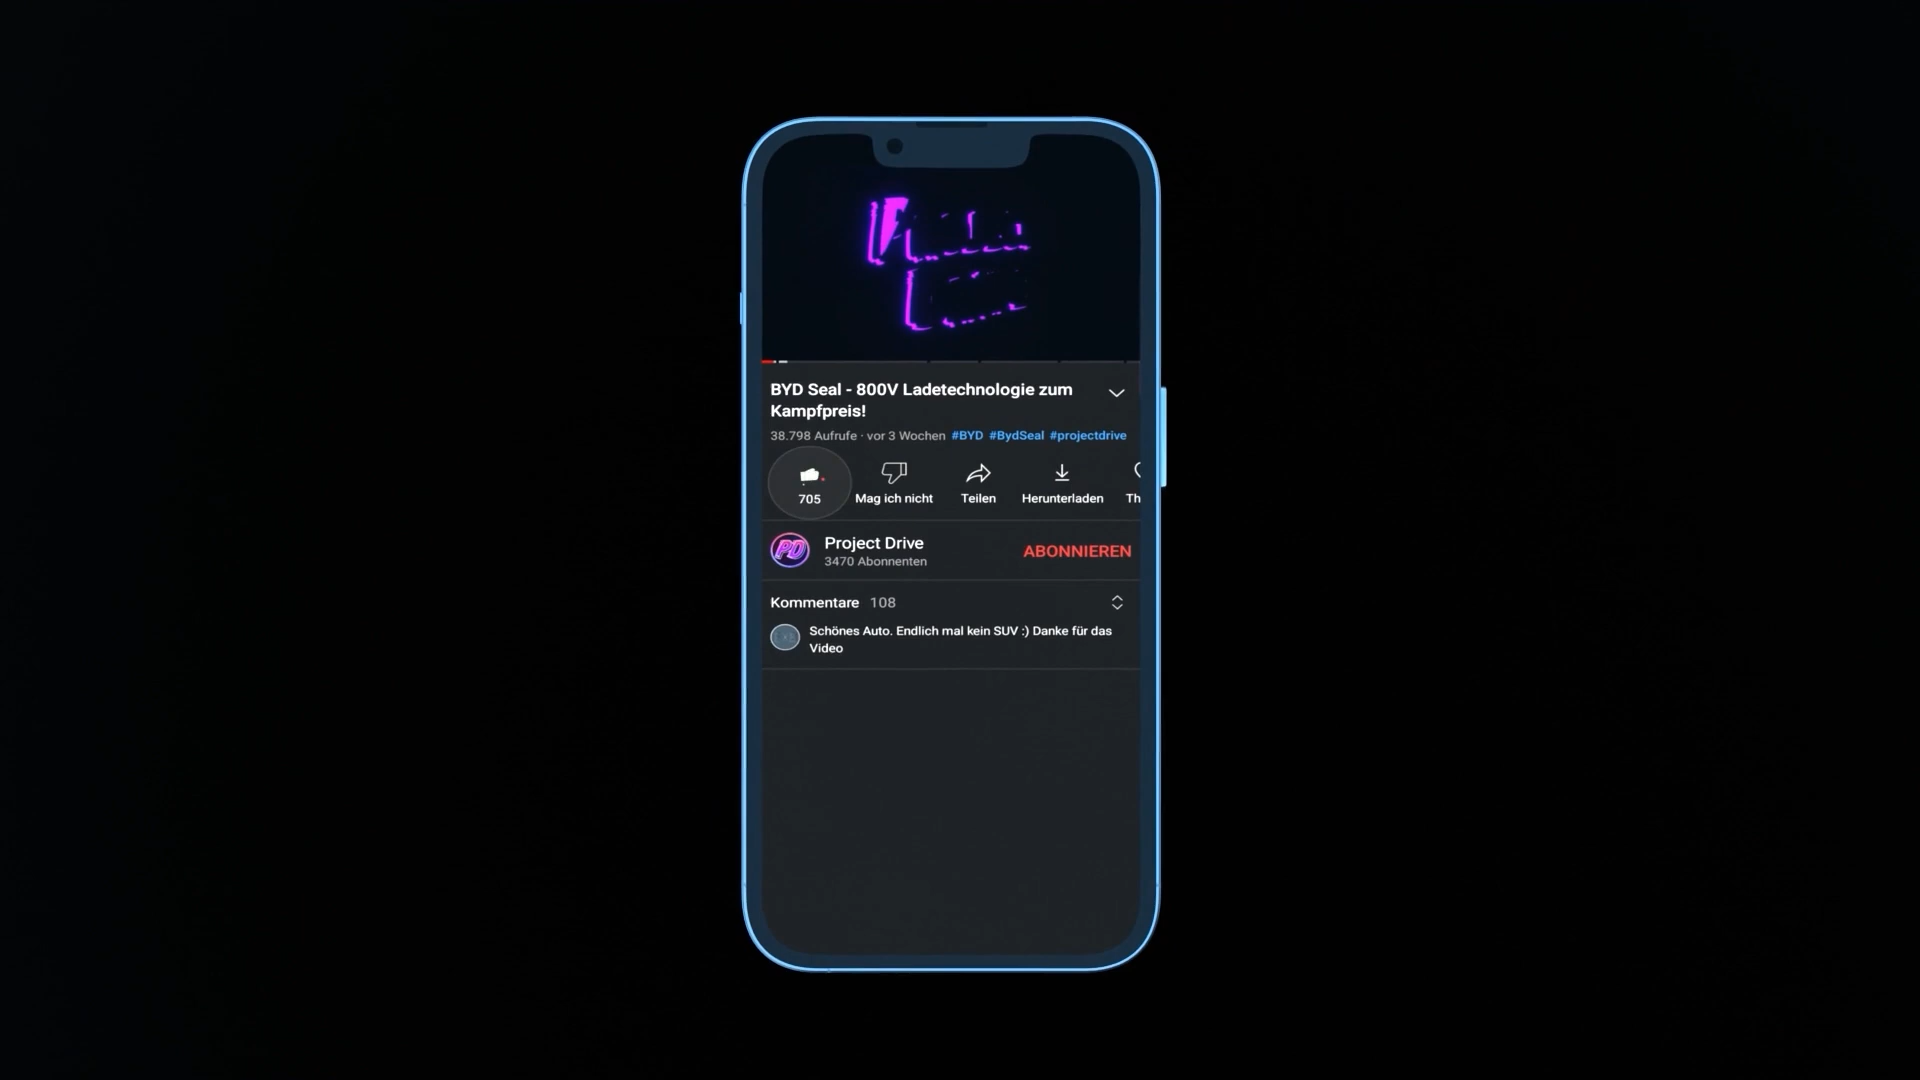 BYD Seal - 800V Ladetechnologie zum
Kampfpreis!
38.798 Aufrufe · vor 3 Wochen #BYD #BydSeal #projectdrive
705
Mag ich nicht
Teilen
Herunterladen
Th
PD
Project Drive
3470 Abonnenten
ABONNIEREN
Kommentare 108
Schönes Auto. Endlich mal kein SUV :) Danke für das
Video